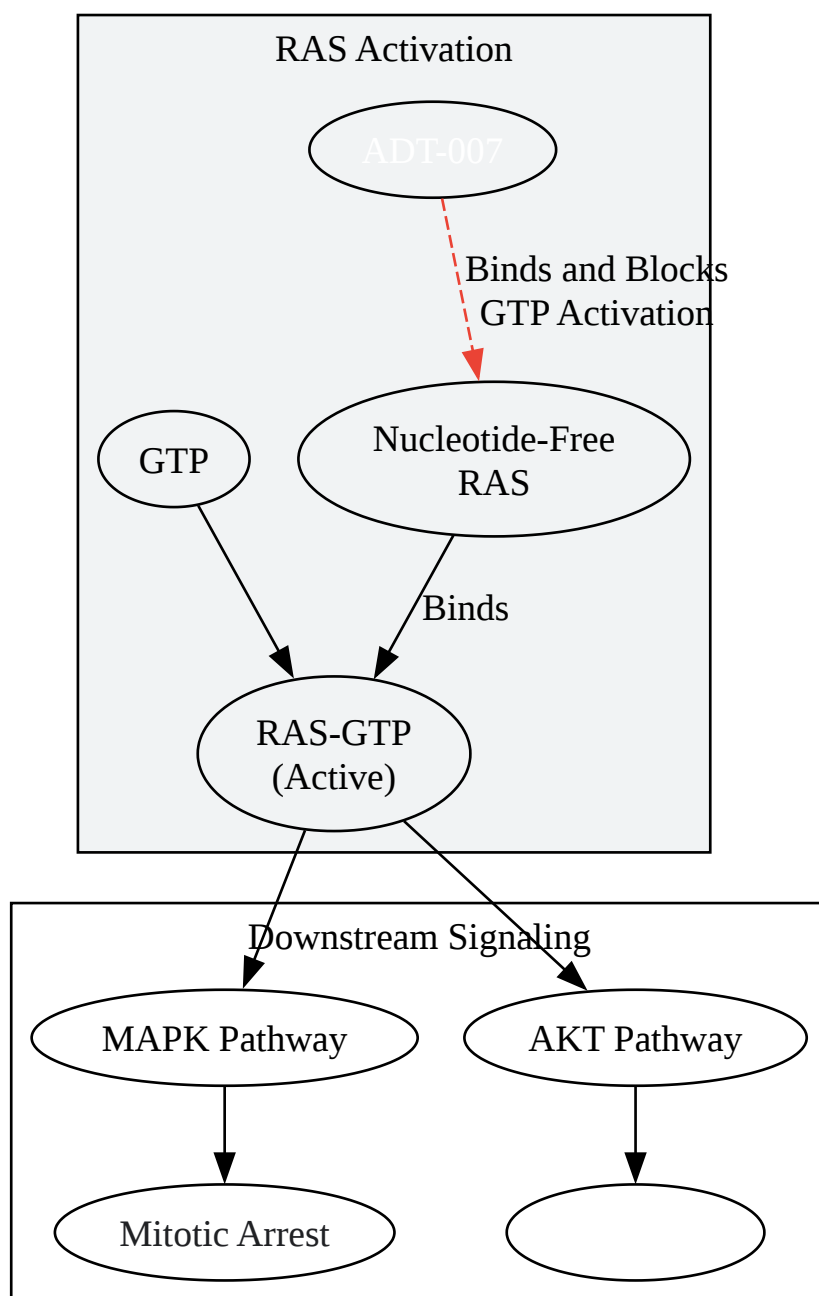 RAS Activation
ADT-007
Binds and Blocks
GTP Activation
GTP
Nucleotide-Free
RAS
Binds
RAS-GTP
(Active)
Downstream Signaling
MAPK Pathway
AKT Pathway
Mitotic Arrest